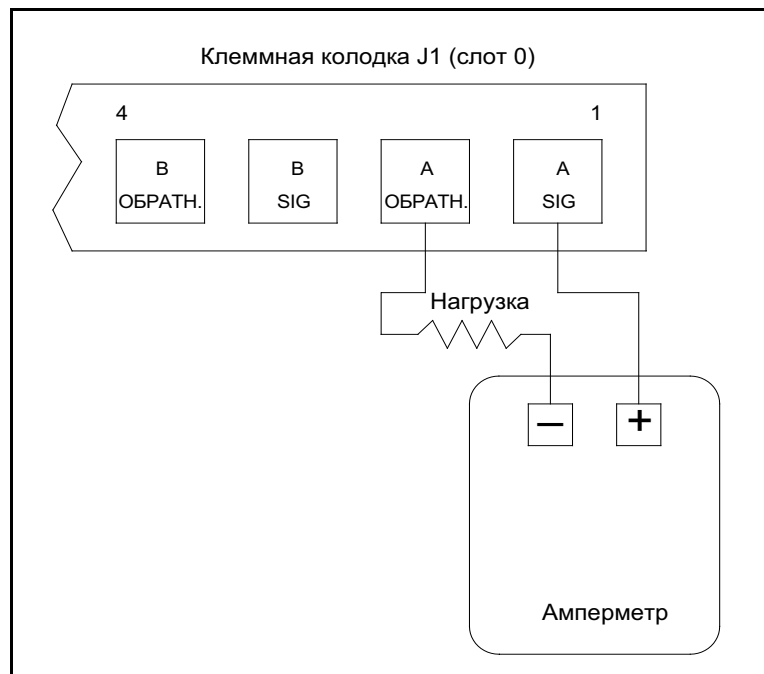 Клеммная колодка J1 (слот 0)
4 1
B B A A
ОБРАТН. SIG ОБРАТН. SIG
Нагрузка
— +
Амперметр